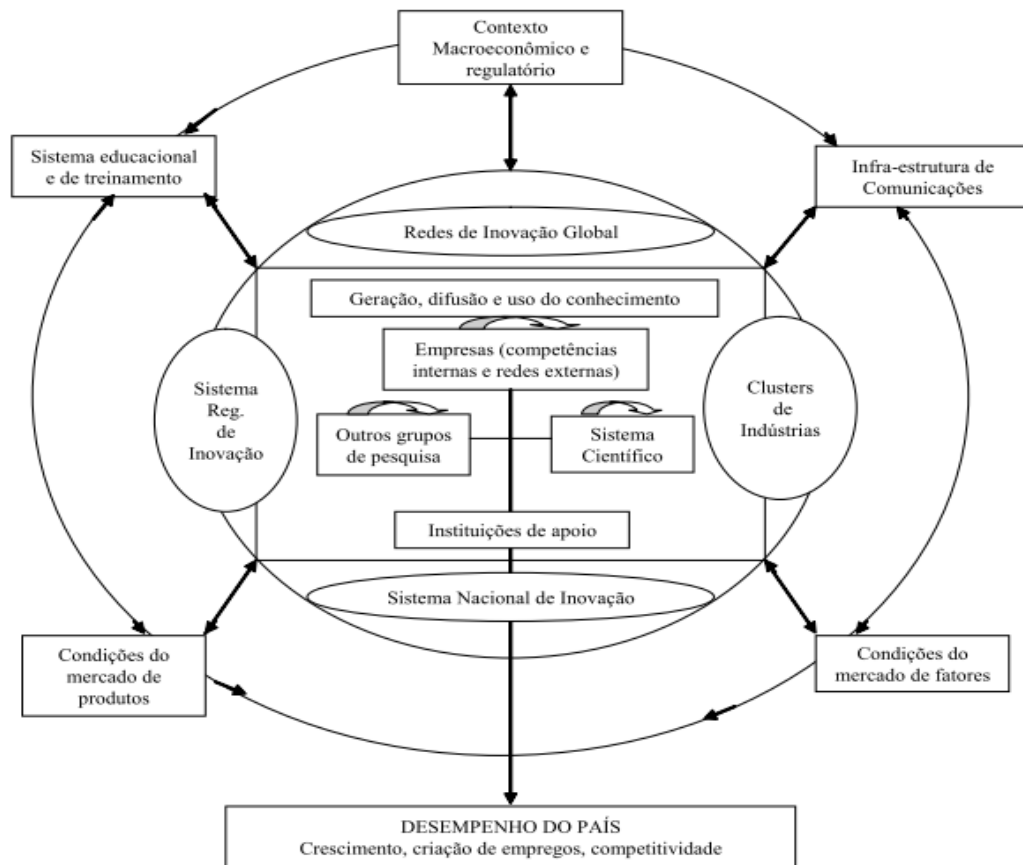 Contexto
Macroeconômico e
regulatório
Sistema educacional
e de treinamento
Infra-estrutura de
Comunicações
Redes de Inovação Global
Geração, difusão e uso do conhecimento
Empresas (competências
internas e redes externas)
Sistema
Reg.
de
Inovação
Clusters
de
Indústrias
Outros grupos
de pesquisa
Sistema
Científico
Instituições de apoio
Sistema Nacional de Inovação
Condições do
mercado de
produtos
Condições do
mercado de fatores
DESEMPENHO DO PAÍS
Crescimento, criação de empregos, competitividade